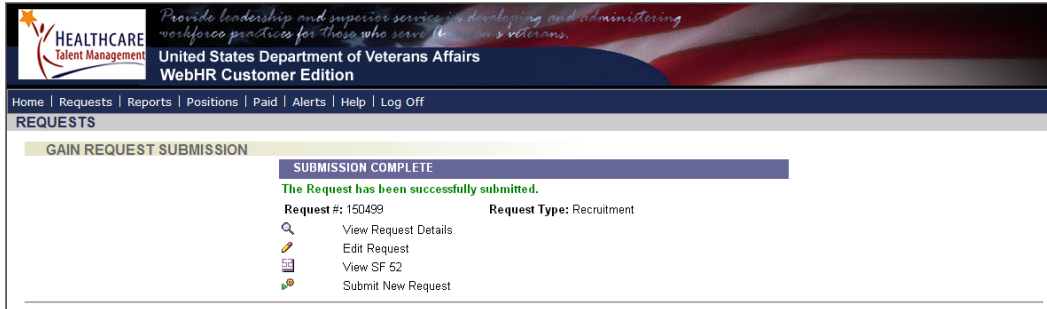 Provide leadership and superior service in developing and administering
workforce practices for those who serve America's veterans.
HEALTHCARE
Talent Management
United States Department of Veterans Affairs
WebHR Customer Edition
Home | Requests | Reports | Positions | Paid | Alerts | Help | Log Off
REQUESTS
GAIN REQUEST SUBMISSION
SUBMISSION COMPLETE
The Request has been successfully submitted.
Request #: 150499 Request Type: Recruitment
View Request Details
Edit Request
52
View SF 52
Submit New Request